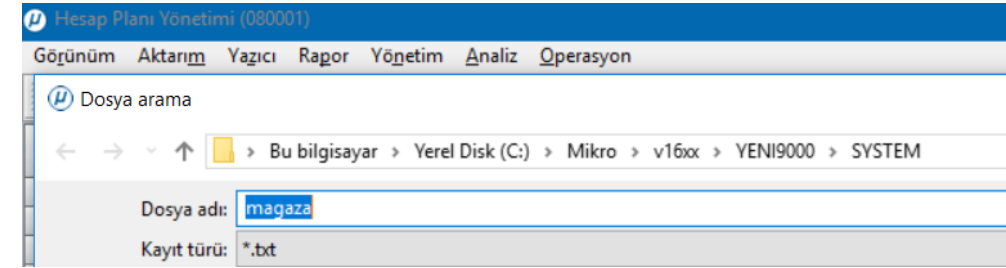 Hesap Planı Yönetimi (080001)
Görünüm Aktarım Yazıcı Rapor Yönetim Analiz Operasyon
Dosya arama
Bu bilgisayar > Yerel Disk (C:) > Mikro > v16xx > YENI9000 > SYSTEM
Dosya adı: magaza
Kayıt türü: *.txt